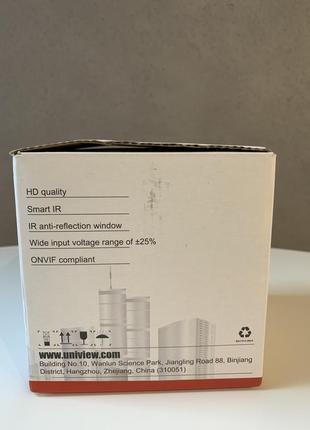 HD quality
Smart IR
IR anti-reflection window
Wide input voltage range of ±25%
ONVIF compliant
www.uniview.com
Building No.10, Wanlun Science Park, Jiangling Road 88, Binjiang
District, Hangzhou, Zhejiang, China (310051)